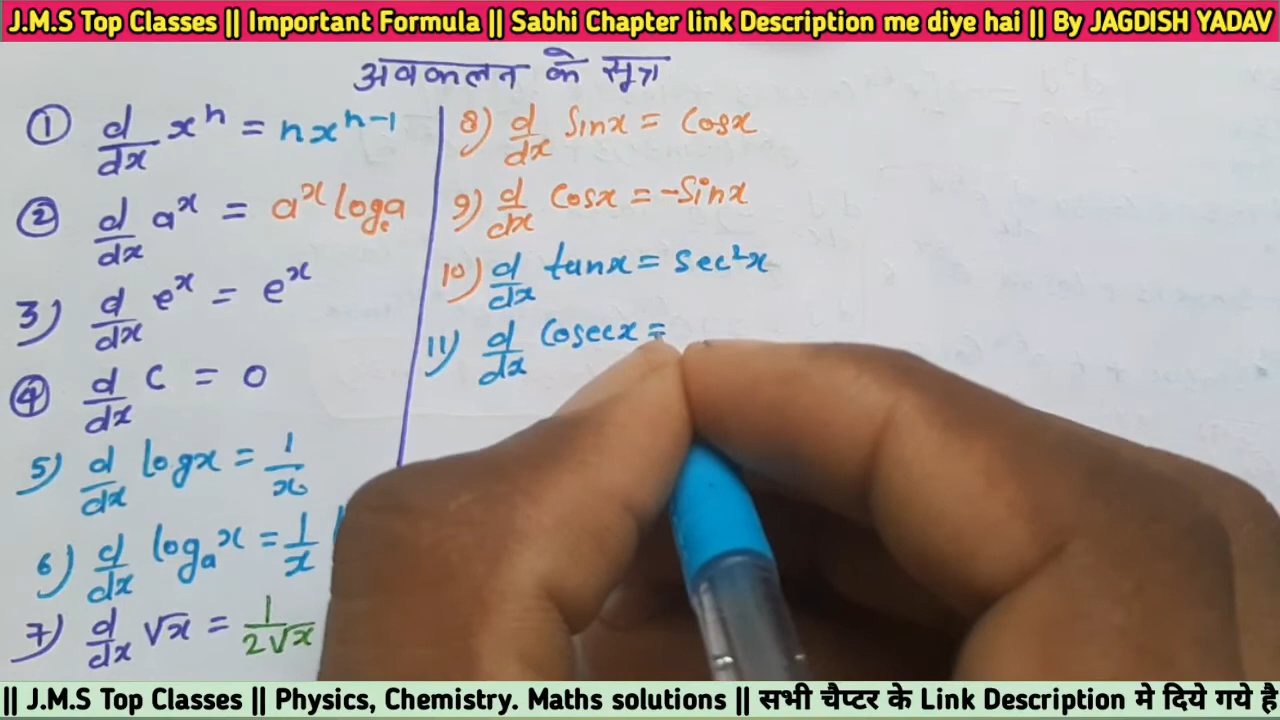 J.M.S Top Classes || Important Formula || Sabhi Chapter link Description me diye hai || By JAGDISH YADAV
अवकलन के सूत्र
① d/dx xⁿ = nxⁿ⁻¹
② d/dx aˣ = aˣ logₑa
3) d/dx eˣ = eˣ
④ d/dx c = 0
5) d/dx logx = 1/x
6) d/dx logₐx = 1/x
7) d/dx √x = 1/2√x
8) d/dx Sinx = Cosx
9) d/dx Cosx = -Sinx
10) d/dx tanx = Sec²x
11) d/dx Cosecx =
|| J.M.S Top Classes || Physics, Chemistry. Maths solutions || सभी चैप्टर के Link Description मे दिये गये है